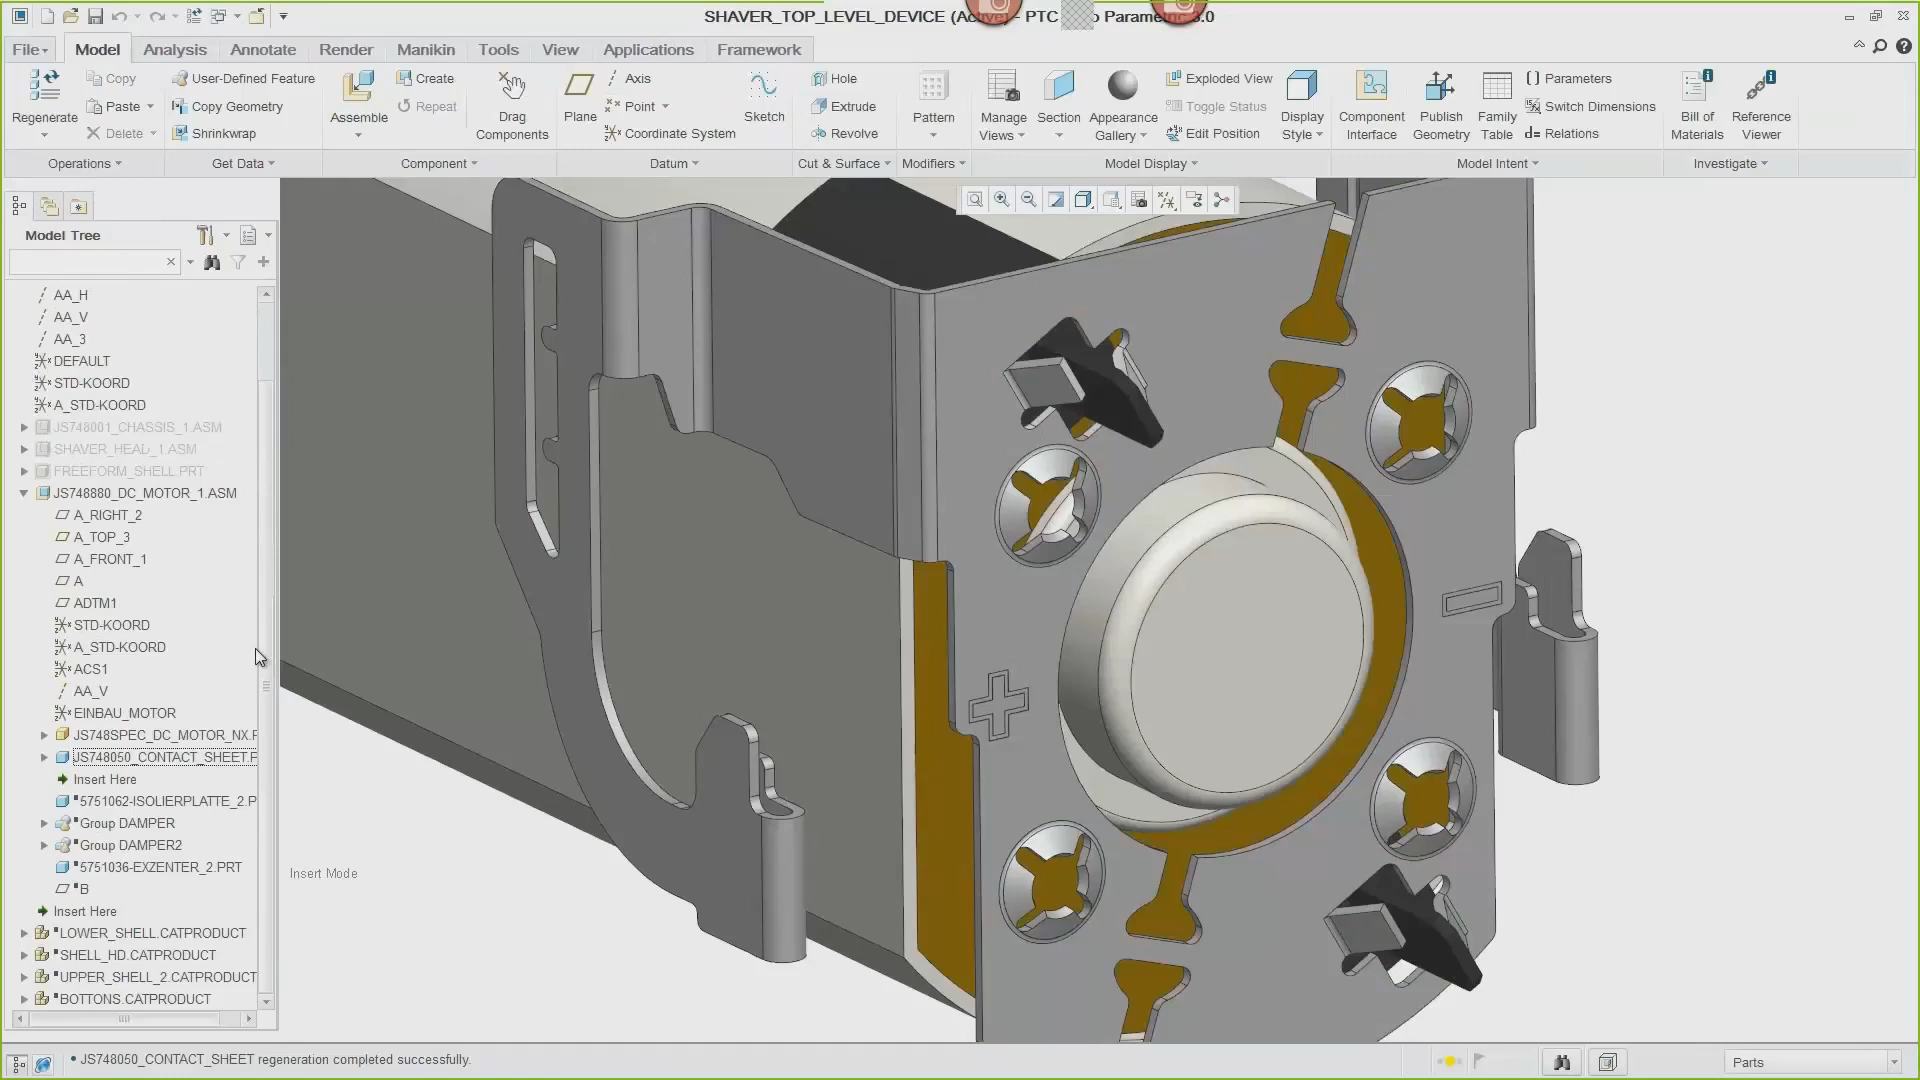 SHAVER_TOP_LEVEL_DEVICE (Active) - PTC
File Model Analysis Annotate Render Manikin Tools View Applications Framework
Regenerate
Copy
Paste
Delete
Operations
User-Defined Feature
Copy Geometry
Shrinkwrap
Get Data
Assemble
Create
Repeat
Drag
Components
Component
Plane
Axis
Point
Coordinate System
Sketch
Datum
Hole
Extrude
Revolve
Cut & Surface
Pattern
Modifiers
Manage
Views
Section
Appearance
Gallery
Exploded View
Toggle Status
Edit Position
Display
Style
Model Display
Component
Interface
Publish
Geometry
Family
Table
Parameters
Switch Dimensions
d= Relations
Model Intent
Bill of
Materials
Reference
Viewer
Investigate
Model Tree
AA_H
AA_V
AA_3
DEFAULT
STD-KOORD
A_STD-KOORD
JS748001_CHASSIS_1.ASM
SHAVER_HEAD_1.ASM
FREEFORM_SHELL.PRT
JS748880_DC_MOTOR_1.ASM
A_RIGHT_2
A_TOP_3
A_FRONT_1
A
ADTM1
STD-KOORD
A_STD-KOORD
ACS1
AA_V
EINBAU_MOTOR
JS748SPEC_DC_MOTOR_NX.F
JS748050_CONTACT_SHEET.F
Insert Here
5751062-ISOLIERPLATTE_2.P
Group DAMPER
Group DAMPER2
5751036-EXZENTER_2.PRT
B
Insert Here
LOWER_SHELL.CATPRODUCT
SHELL_HD.CATPRODUCT
UPPER_SHELL_2.CATPRODUCT
BOTTONS.CATPRODUCT
Insert Mode
• JS748050_CONTACT_SHEET regeneration completed successfully.
Parts